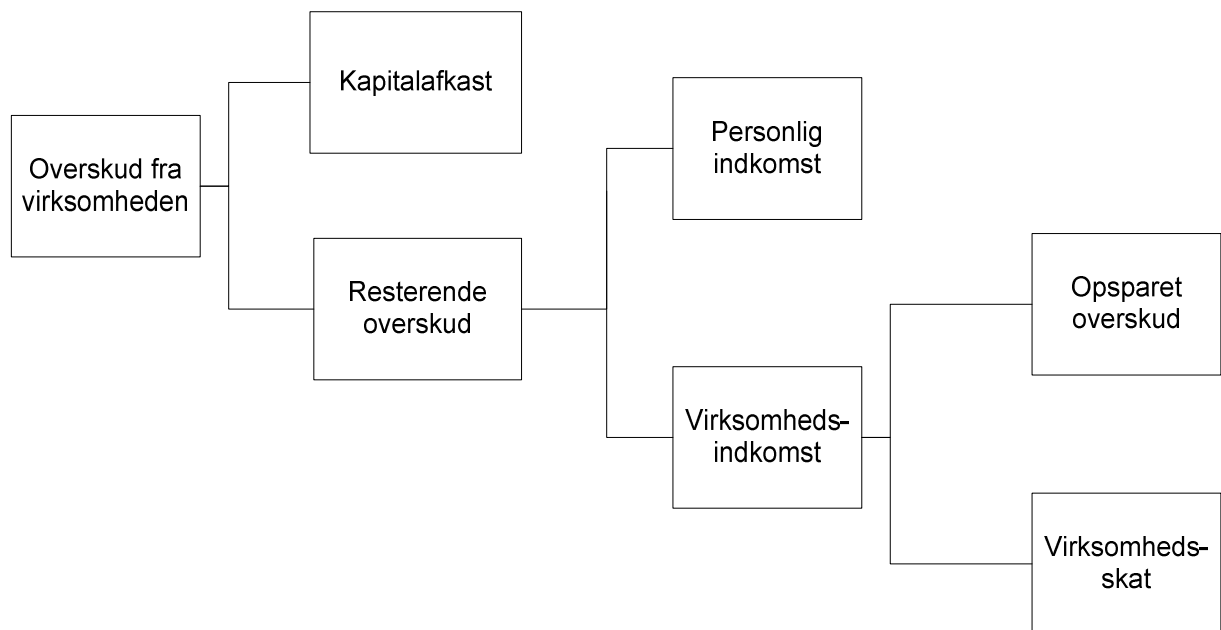 Overskud fra
virksomheden
Kapitalafkast
Resterende
overskud
Personlig
indkomst
Virksomheds-
indkomst
Opsparet
overskud
Virksomheds-
skat